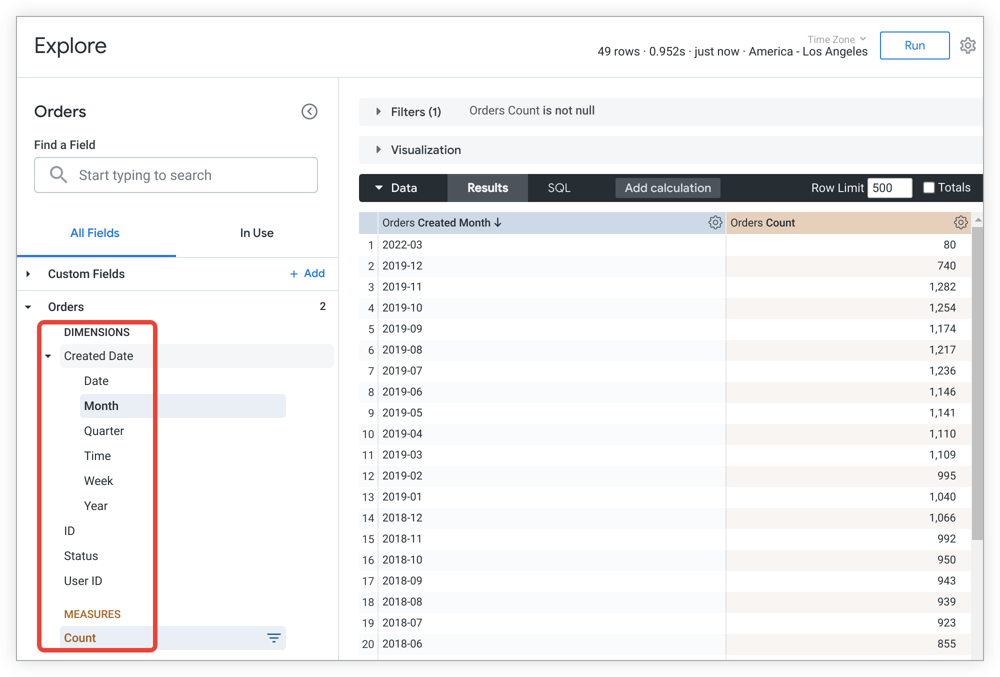 Explore
Time Zone
49 rows · 0.952s · just now · America - Los Angeles
Run
Orders
Find a Field
Start typing to search
All Fields
In Use
Custom Fields
+ Add
Orders
2
DIMENSIONS
Created Date
Date
Month
Quarter
Time
Week
Year
ID
Status
User ID
MEASURES
Count
Filters (1)
Orders Count is not null
Visualization
Data
Results
SQL
Add calculation
Row Limit 500
Totals
Orders Created Month ↓ Orders Count
1 2022-03 80
2 2019-12 740
3 2019-11 1,282
4 2019-10 1,254
5 2019-09 1,174
6 2019-08 1,217
7 2019-07 1,236
8 2019-06 1,146
9 2019-05 1,141
10 2019-04 1,110
11 2019-03 1,109
12 2019-02 995
13 2019-01 1,040
14 2018-12 1,066
15 2018-11 992
16 2018-10 950
17 2018-09 943
18 2018-08 939
19 2018-07 923
20 2018-06 855